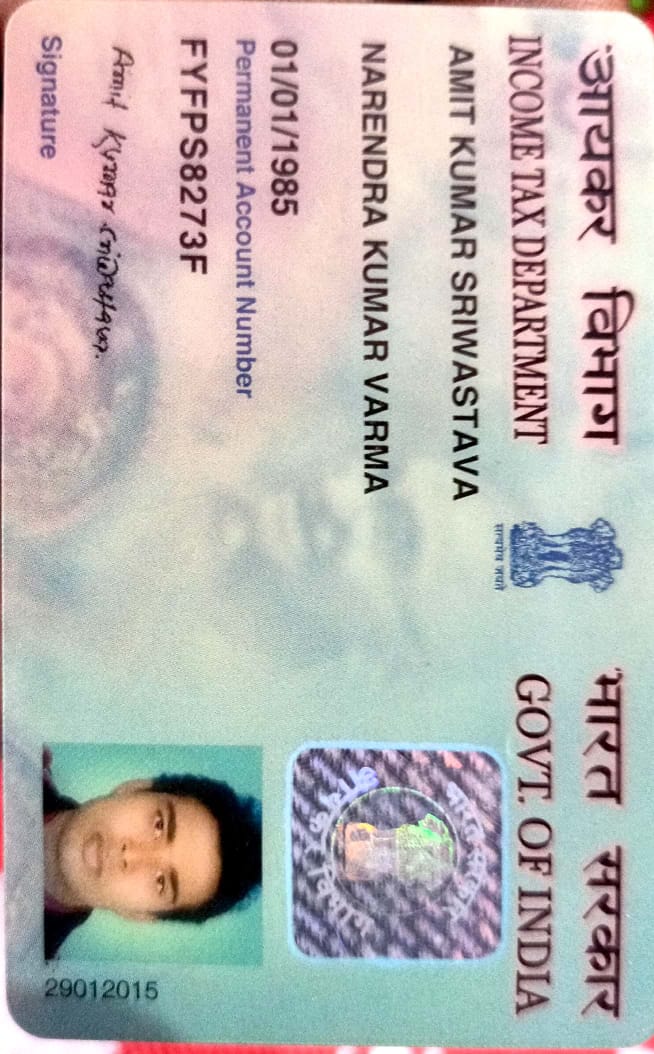 आयकर विभाग
भारत सरकार
INCOME TAX DEPARTMENT
GOVT. OF INDIA
सत्यमेव जयते
AMIT KUMAR SRIWASTAVA
भारत सरकार
आयकर विभाग
NARENDRA KUMAR VARMA
01/01/1985
Permanent Account Number
FYFPS8273F
Amit Kumar Sriwastava.
Signature
29012015